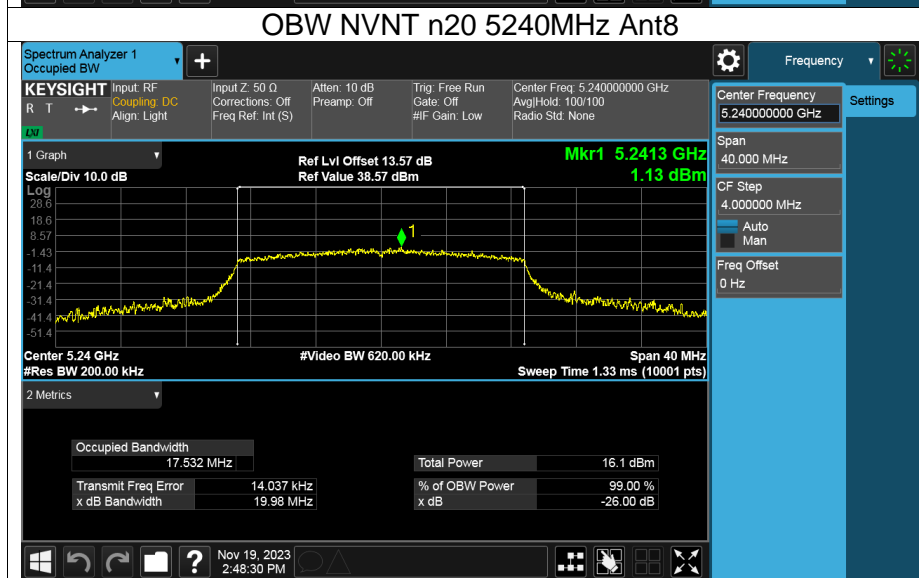 OBW NVNT n20 5240MHz Ant8
Spectrum Analyzer 1
Occupied BW
+
Frequency
KEYSIGHT
R T
LXI
Input: RF
Coupling: DC
Align: Light
Input Z: 50 Ω
Corrections: Off
Freq Ref: Int (S)
Atten: 10 dB
Preamp: Off
Trig: Free Run
Gate: Off
#IF Gain: Low
Center Freq: 5.240000000 GHz
Avg|Hold: 100/100
Radio Std: None
Center Frequency
5.240000000 GHz
Settings
Span
40.000 MHz
CF Step
4.000000 MHz
Auto
Man
Freq Offset
0 Hz
1 Graph
Ref Lvl Offset 13.57 dB
Mkr1 5.2413 GHz
Scale/Div 10.0 dB
Ref Value 38.57 dBm
1.13 dBm
Log
28.6
18.6
8.57
-1.43
-11.4
-21.4
-31.4
-41.4
-51.4
1
Center 5.24 GHz
#Video BW 620.00 kHz
Span 40 MHz
#Res BW 200.00 kHz
Sweep Time 1.33 ms (10001 pts)
2 Metrics
Occupied Bandwidth
17.532 MHz
Total Power 16.1 dBm
Transmit Freq Error 14.037 kHz
% of OBW Power 99.00 %
x dB Bandwidth 19.98 MHz
x dB -26.00 dB
?
Nov 19, 2023
2:48:30 PM